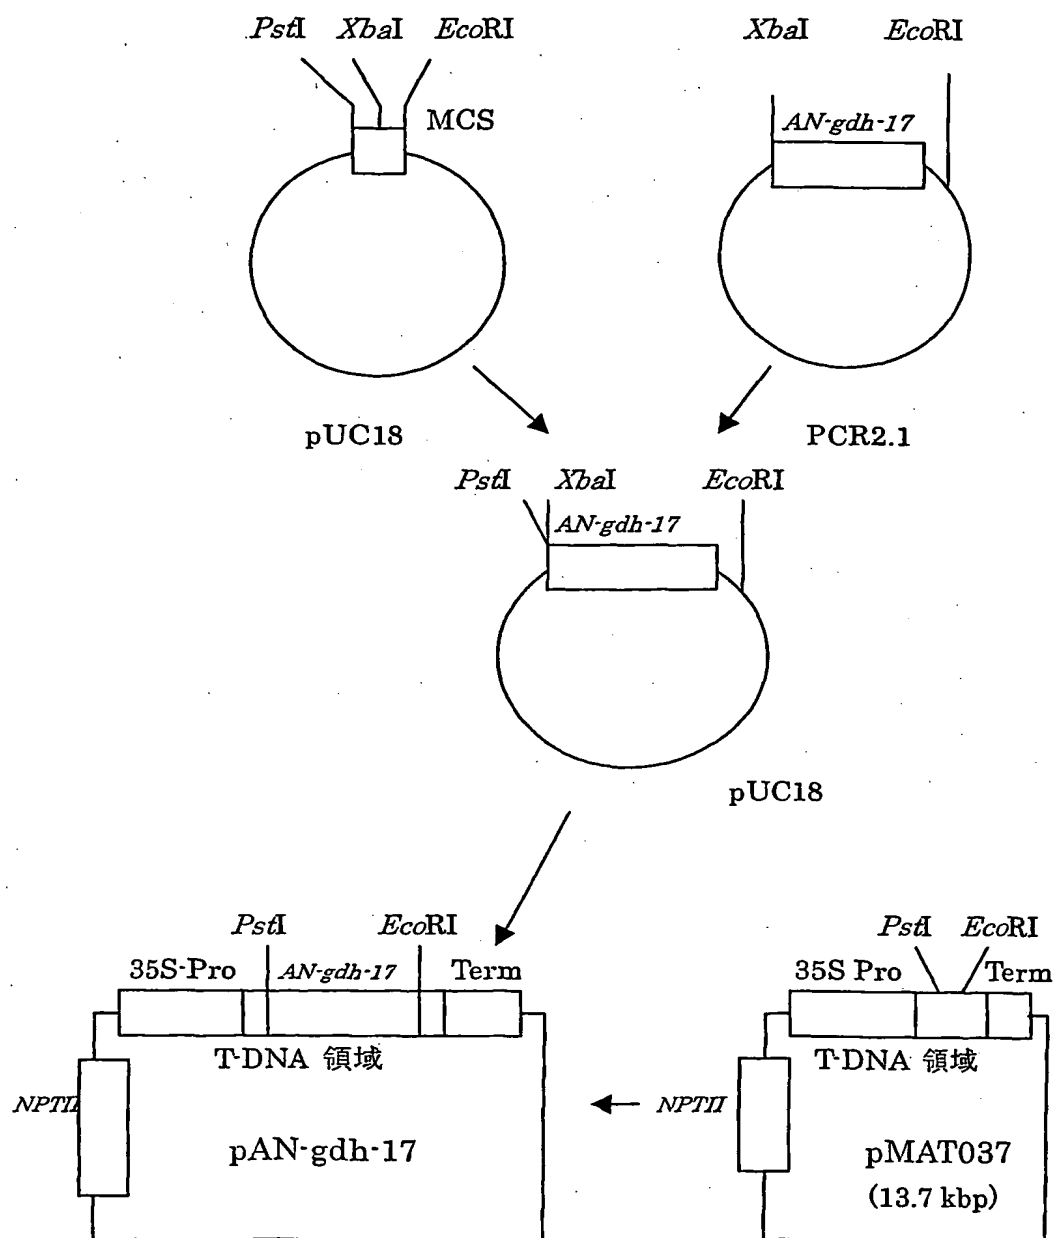 PstI XbaI EcoRI
XbaI EcoRI
MCS
AN-gdh-17
pUC18
PCR2.1
PstI XbaI EcoRI
AN-gdh-17
pUC18
PstI EcoRI
35S-Pro AN-gdh-17 Term
T-DNA 領域
NPTII
pAN-gdh-17
PstI EcoRI
35S Pro Term
T-DNA 領域
NPTII
pMAT037
(13.7 kbp)